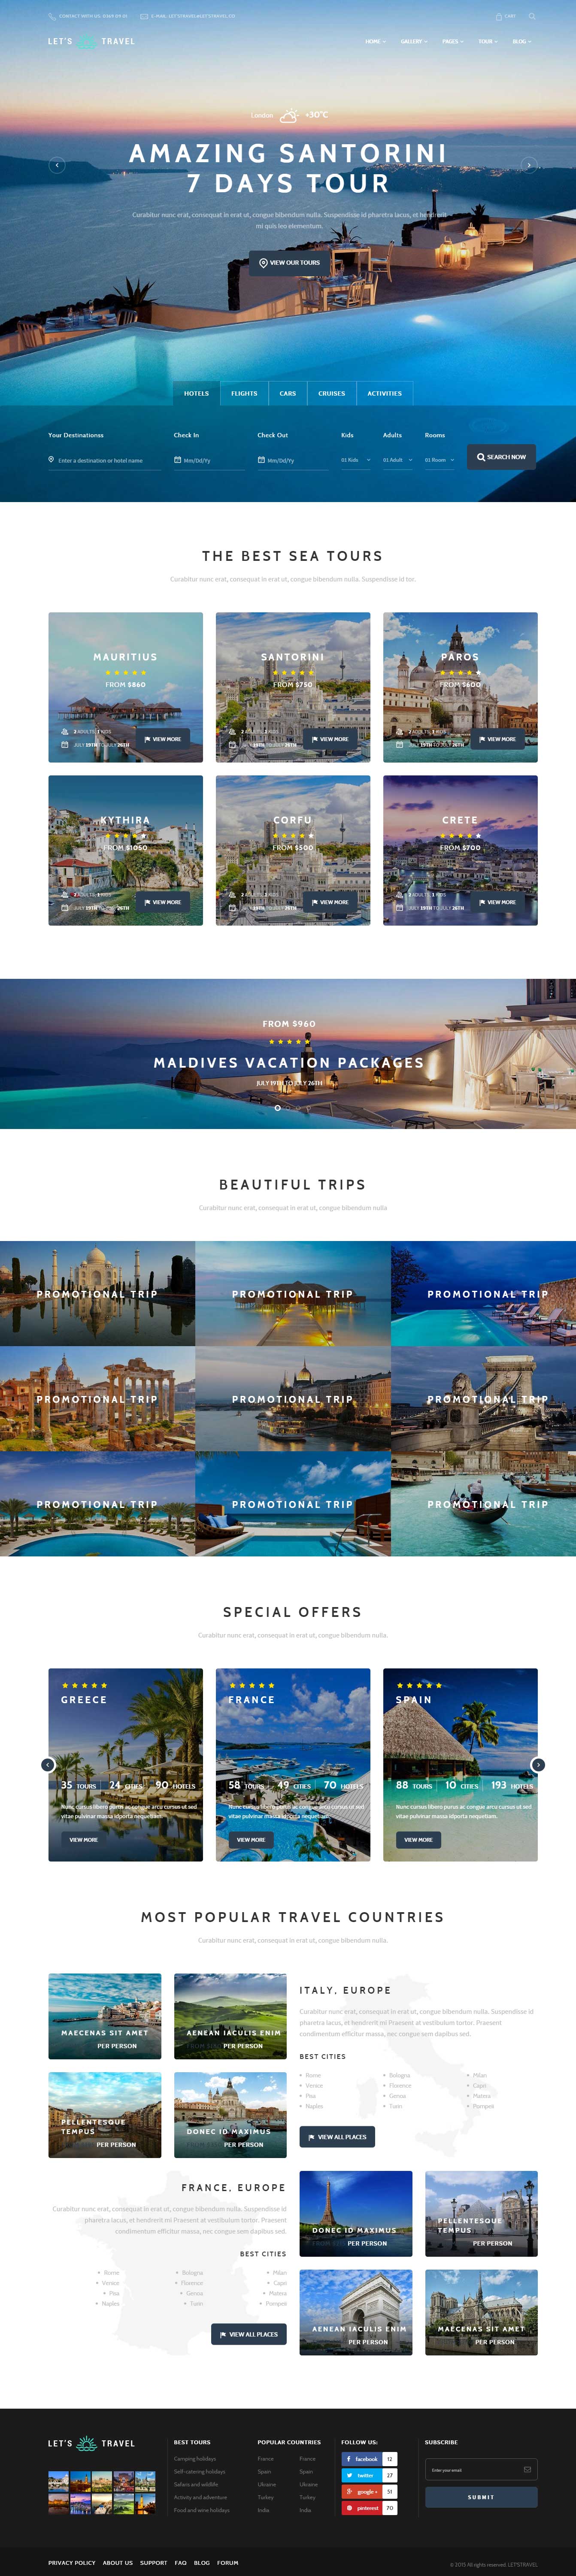 CONTACT WITH US:
E-MAIL:
CART
LET'S TRAVEL
HOME
GALLERY
PAGES
TOUR
BLOG
London +30°C
AMAZING SANTORINI
7 DAYS TOUR
Curabitur nunc erat, consequat in erat ut, congue bibendum nulla. Suspendisse id pharetra lacus, et hendrerit
mi quis leo elementum.
VIEW OUR TOURS
HOTELS
FLIGHTS
CARS
CRUISES
ACTIVITIES
Your Destinationss
Check In
Check Out
Kids
Adults
Rooms
Enter a destination or hotel name
Mm/Dd/Yy
Mm/Dd/Yy
01 Kids
01 Adult
01 Room
SEARCH NOW
THE BEST SEA TOURS
Curabitur nunc erat, consequat in erat ut, congue bibendum nulla. Suspendisse id tor.
MAURITIUS
FROM $860
2 ADULTS, 1 KIDS
JULY 19TH TO JULY 26TH
VIEW MORE
SANTORINI
FROM $750
2 ADULTS, 1 KIDS
JULY 19TH TO JULY 26TH
VIEW MORE
PAROS
FROM $600
2 ADULTS, 1 KIDS
JULY 19TH TO JULY 26TH
VIEW MORE
KYTHIRA
FROM $1050
2 ADULTS, 1 KIDS
JULY 19TH TO JULY 26TH
VIEW MORE
CORFU
FROM $500
2 ADULTS, 1 KIDS
JULY 19TH TO JULY 26TH
VIEW MORE
CRETE
FROM $700
2 ADULTS, 1 KIDS
JULY 19TH TO JULY 26TH
VIEW MORE
FROM $960
MALDIVES VACATION PACKAGES
JULY 19TH TO JULY 26TH
BEAUTIFUL TRIPS
Curabitur nunc erat, consequat in erat ut, congue bibendum nulla
PROMOTIONAL TRIP
PROMOTIONAL TRIP
PROMOTIONAL TRIP
PROMOTIONAL TRIP
PROMOTIONAL TRIP
PROMOTIONAL TRIP
PROMOTIONAL TRIP
PROMOTIONAL TRIP
PROMOTIONAL TRIP
SPECIAL OFFERS
Curabitur nunc erat, consequat in erat ut, congue bibendum nulla.
GREECE
35 TOURS 24 CITIES 90 HOTELS
Nunc cursus libero purus ac congue arcu cursus ut sed
vitae pulvinar massa idporta nequetiam.
VIEW MORE
FRANCE
58 TOURS 49 CITIES 70 HOTELS
Nunc cursus libero purus ac congue arcu cursus ut sed
vitae pulvinar massa idporta nequetiam.
VIEW MORE
SPAIN
88 TOURS 10 CITIES 193 HOTELS
Nunc cursus libero purus ac congue arcu cursus ut sed
vitae pulvinar massa idporta nequetiam.
VIEW MORE
MOST POPULAR TRAVEL COUNTRIES
Curabitur nunc erat, consequat in erat ut, congue bibendum nulla.
MAECENAS SIT AMET
PER PERSON
AENEAN IACULIS ENIM
PER PERSON
PELLENTESQUE
TEMPUS
PER PERSON
DONEC ID MAXIMUS
PER PERSON
ITALY, EUROPE
Curabitur nunc erat, consequat in erat ut, congue bibendum nulla. Suspendisse id
pharetra lacus, et hendrerit mi Praesent at vestibulum tortor. Praesent
condimentum efficitur massa, nec congue sem dapibus sed.
BEST CITIES
Rome
Bologna
Milan
Venice
Florence
Capri
Pisa
Genoa
Matera
Naples
Turin
Pompeii
VIEW ALL PLACES
FRANCE, EUROPE
Curabitur nunc erat, consequat in erat ut, congue bibendum nulla. Suspendisse id
pharetra lacus, et hendrerit mi Praesent at vestibulum tortor. Praesent
condimentum efficitur massa, nec congue sem dapibus sed.
BEST CITIES
Rome
Bologna
Milan
Venice
Florence
Capri
Pisa
Genoa
Matera
Naples
Turin
Pompeii
VIEW ALL PLACES
DONEC ID MAXIMUS
PER PERSON
PELLENTESQUE
TEMPUS
PER PERSON
AENEAN IACULIS ENIM
PER PERSON
MAECENAS SIT AMET
PER PERSON
LET'S TRAVEL
BEST TOURS
Camping holidays
Self-catering holidays
Safaris and wildlife
Activity and adventure
Food and wine holidays
POPULAR COUNTRIES
France
France
Spain
Spain
Ukraine
Ukraine
Turkey
Turkey
India
India
FOLLOW US:
facebook 12
twitter 27
google + 51
pinterest 70
SUBSCRIBE
Enter your email
SUBMIT
PRIVACY POLICY
ABOUT US
SUPPORT
FAQ
BLOG
FORUM
© 2015 All rights reserved. LET'STRAVEL